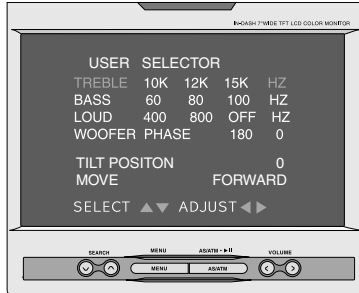 IN-DASH 7"WIDE TFT LCD COLOR MONITOR
USER SELECTOR
TREBLE 10K 12K 15K HZ
BASS 60 80 100 HZ
LOUD 400 800 OFF HZ
WOOFER PHASE 180 0
TILT POSITON 0
MOVE FORWARD
SELECT ▲▼ ADJUST ◀▶
SEARCH MENU AS/ATM • ▶II VOLUME
MENU AS/ATM